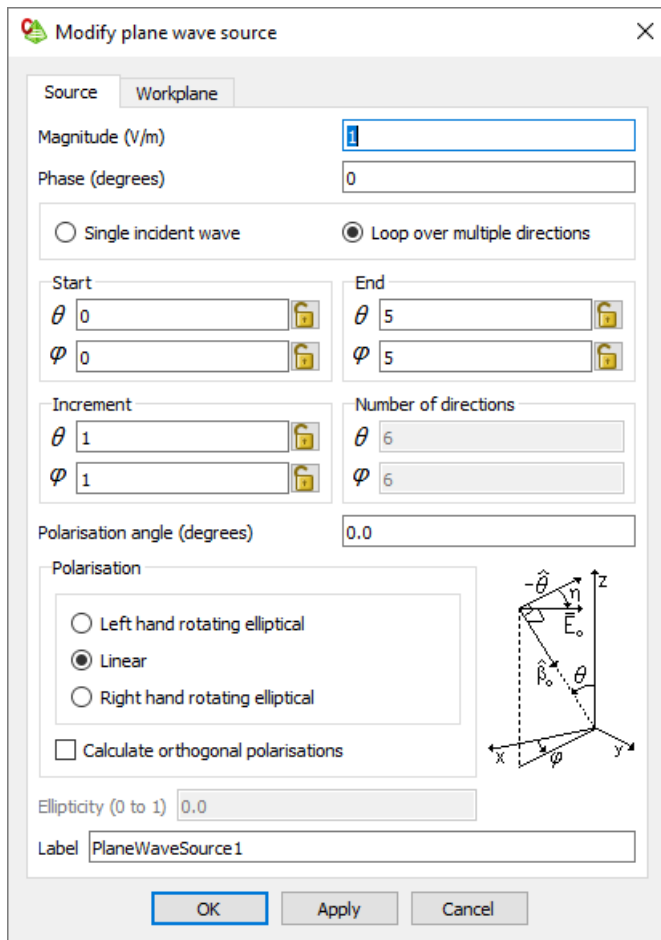 Modify plane wave source
Source Workplane
Magnitude (V/m) 1
Phase (degrees) 0
Single incident wave Loop over multiple directions
Start End
θ 0 θ 5
φ 0 φ 5
Increment Number of directions
θ 1 θ 6
φ 1 φ 6
Polarisation angle (degrees) 0.0
Polarisation
Left hand rotating elliptical
Linear
Right hand rotating elliptical
Calculate orthogonal polarisations
-θ̂ η z
E̅₀
β̂₀ θ
x φ y
Ellipticity (0 to 1) 0.0
Label PlaneWaveSource1
OK Apply Cancel